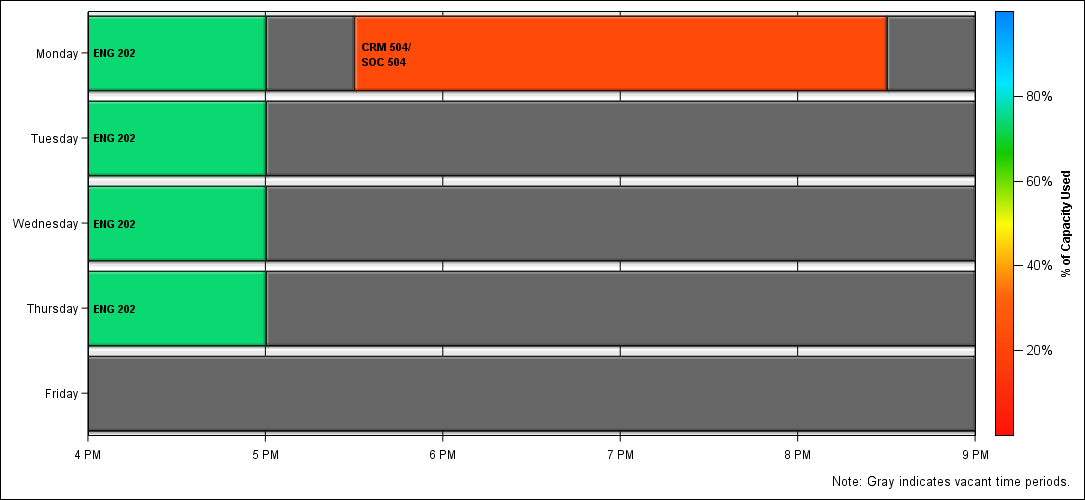 Monday
ENG 202
CRM 504/
SOC 504
Tuesday
ENG 202
Wednesday
ENG 202
Thursday
ENG 202
Friday
4 PM 5 PM 6 PM 7 PM 8 PM 9 PM
80%
60%
40%
20%
% of Capacity Used
Note: Gray indicates vacant time periods.